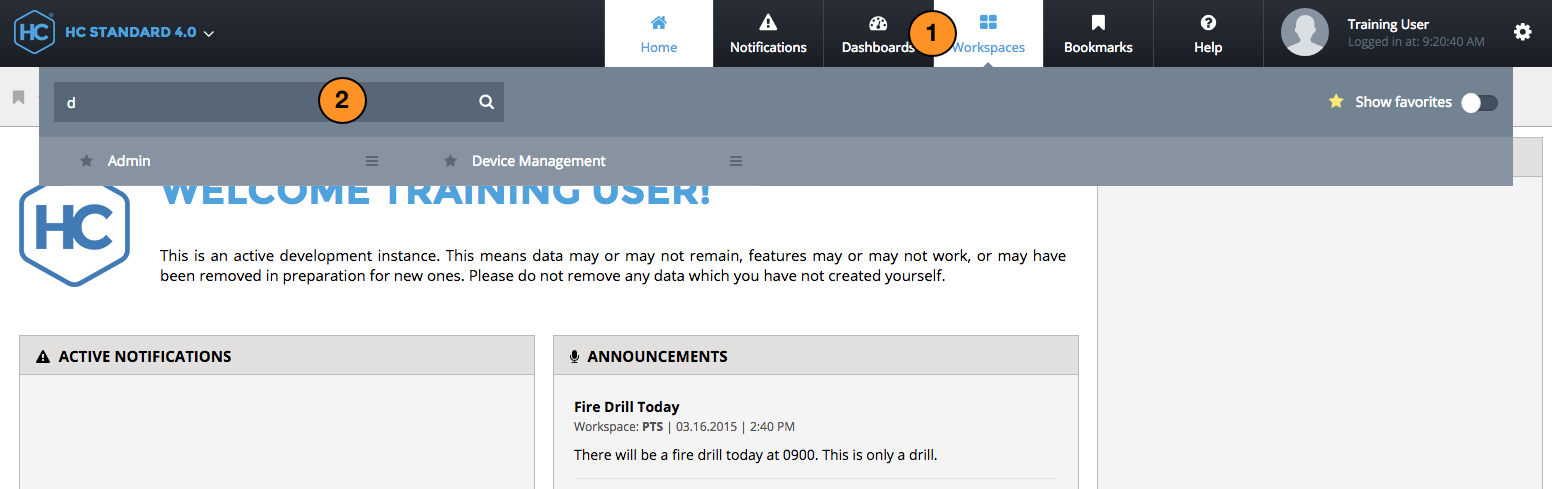 HC
HC STANDARD 4.0
Home
Notifications
Dashboards
1
Workspaces
Bookmarks
Help
Training User
Logged in at: 9:20:40 AM
d
2
Show favorites
Admin
Device Management
HC
WELCOME TRAINING USER!
This is an active development instance. This means data may or may not remain, features may or may not work, or may have
been removed in preparation for new ones. Please do not remove any data which you have not created yourself.
ACTIVE NOTIFICATIONS
ANNOUNCEMENTS
Fire Drill Today
Workspace: PTS | 03.16.2015 | 2:40 PM
There will be a fire drill today at 0900. This is only a drill.